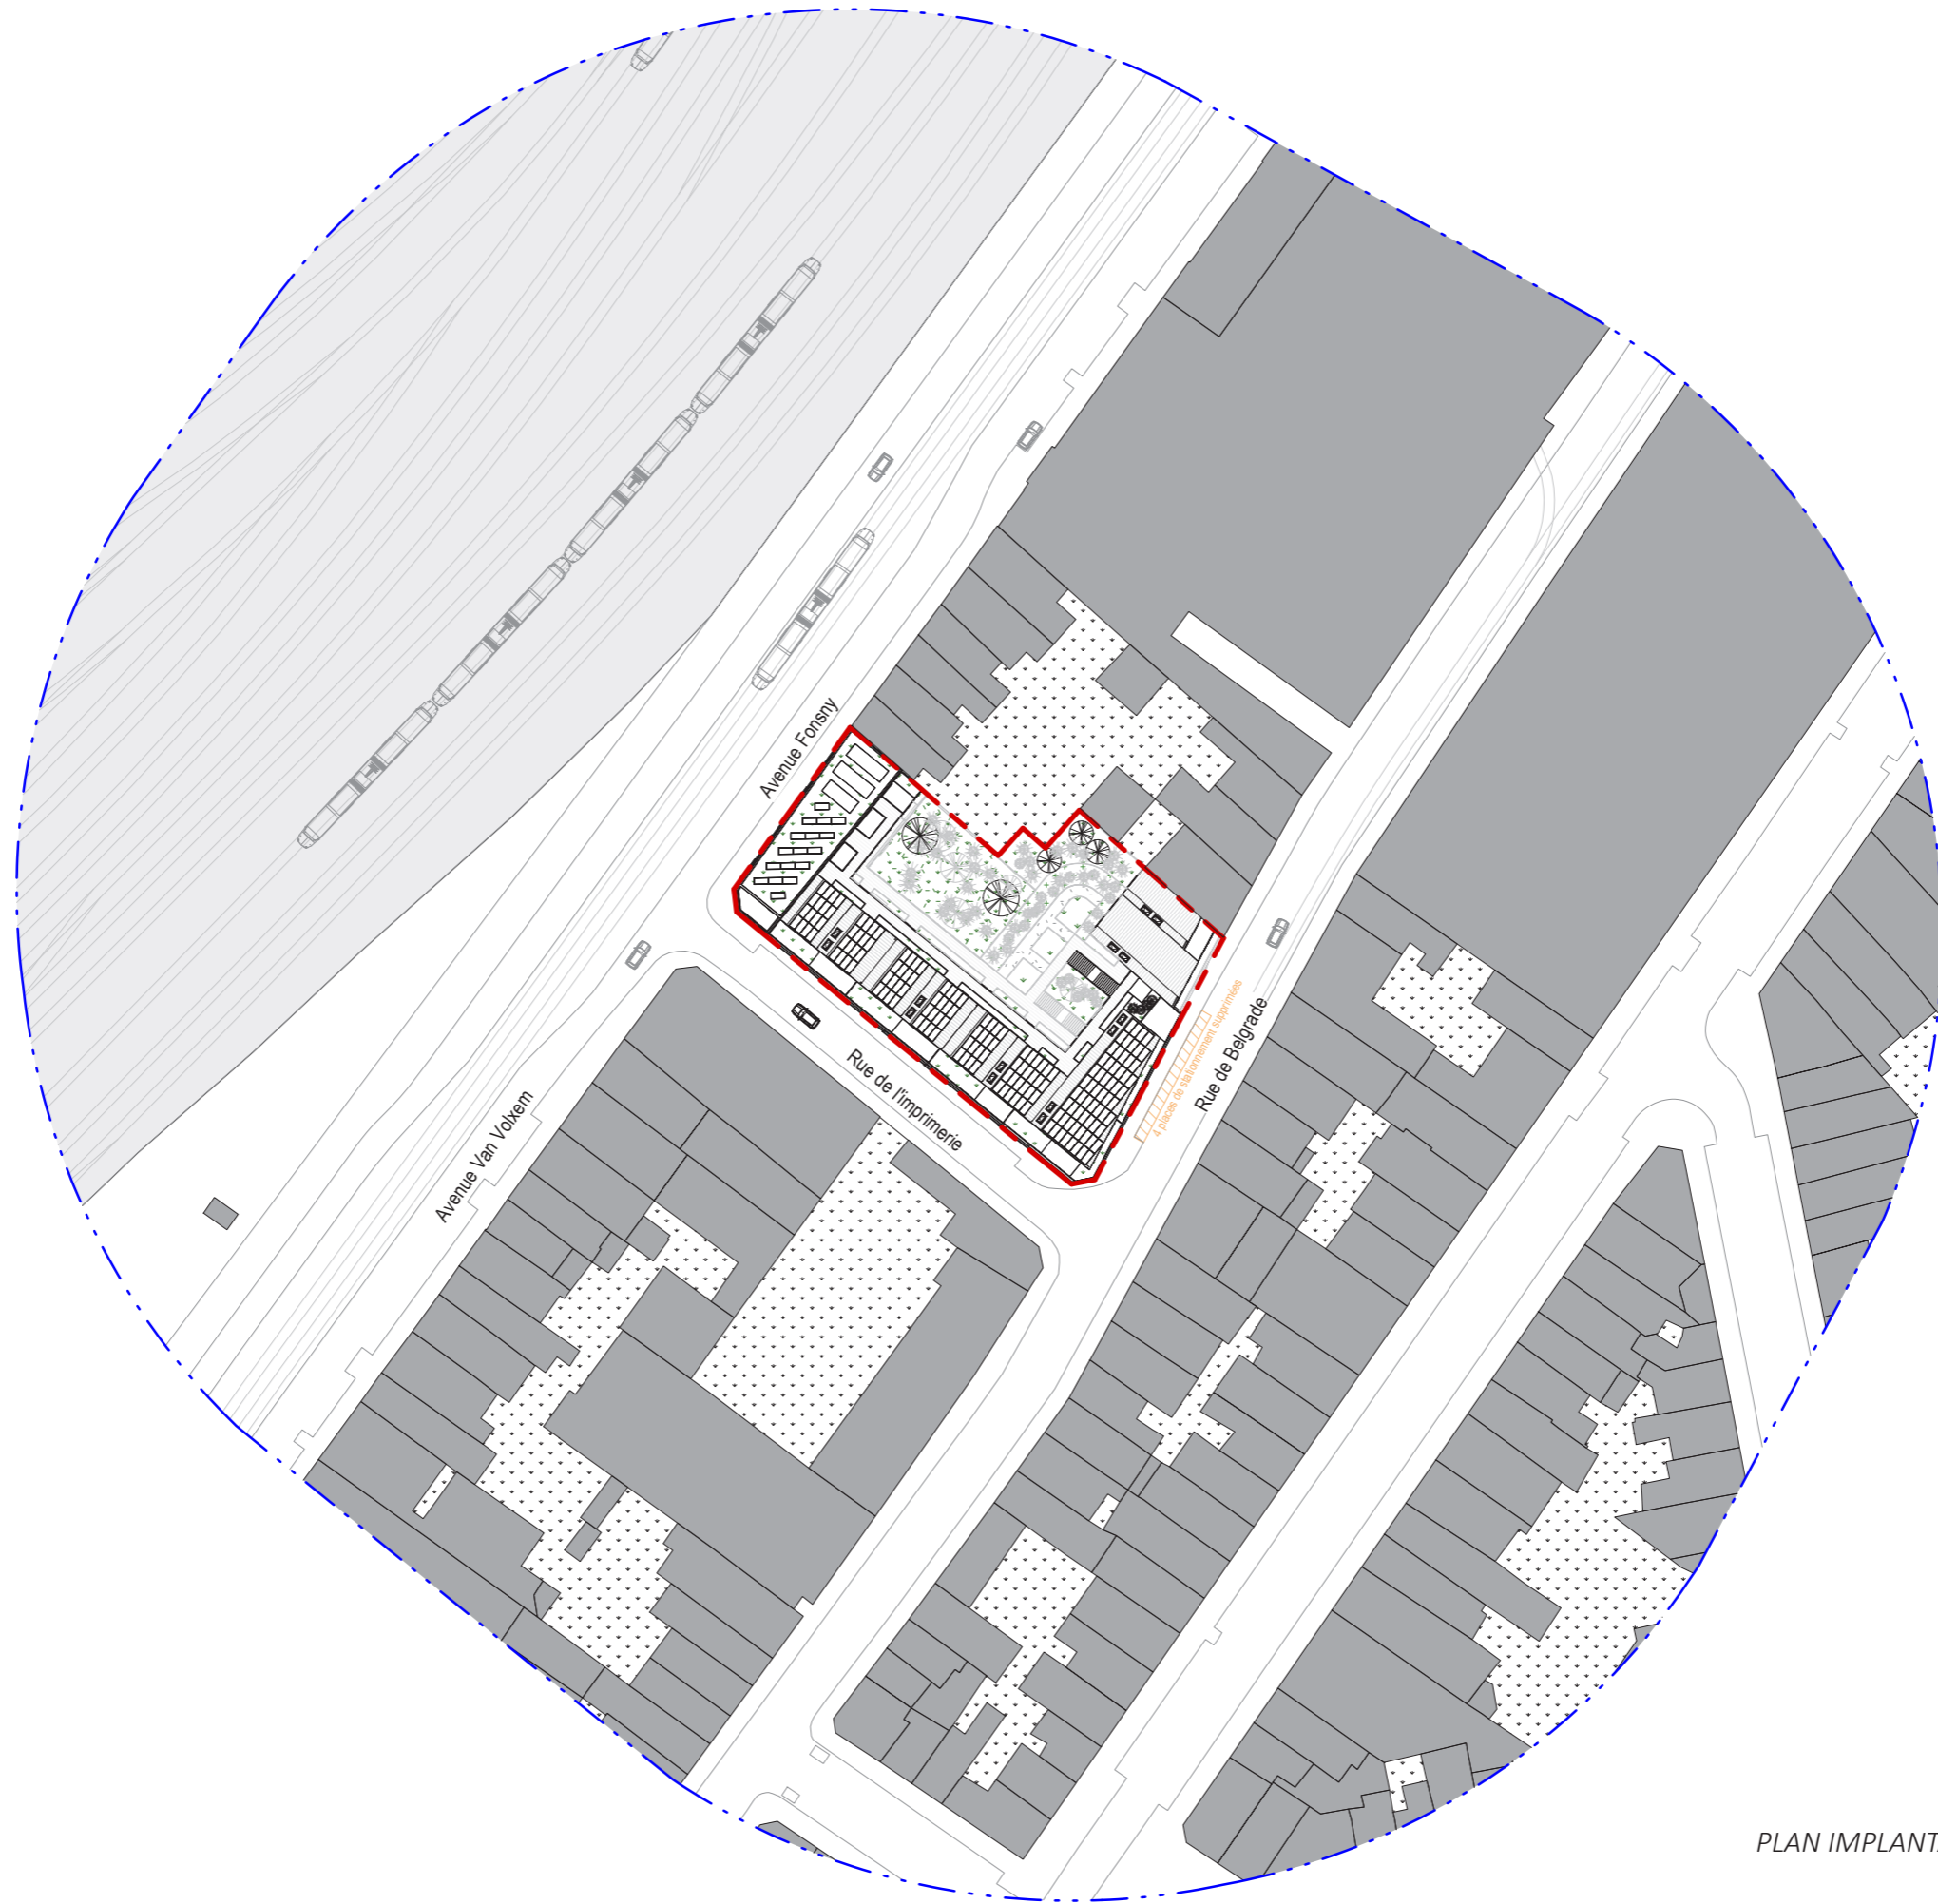 Avenue Fonsny
4 places de stationnement supprimées
Rue de Belgrade
Rue de l'imprimerie
Avenue Van Volxem
PLAN IMPLANT